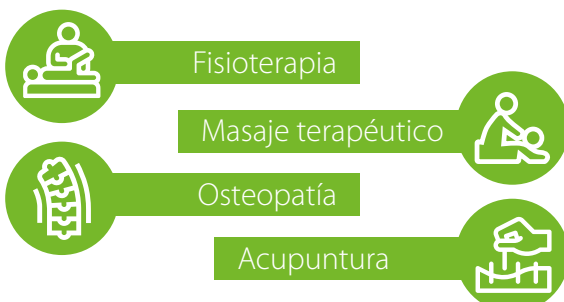 Fisioterapia
Masaje terapéutico
Osteopatía
Acupuntura